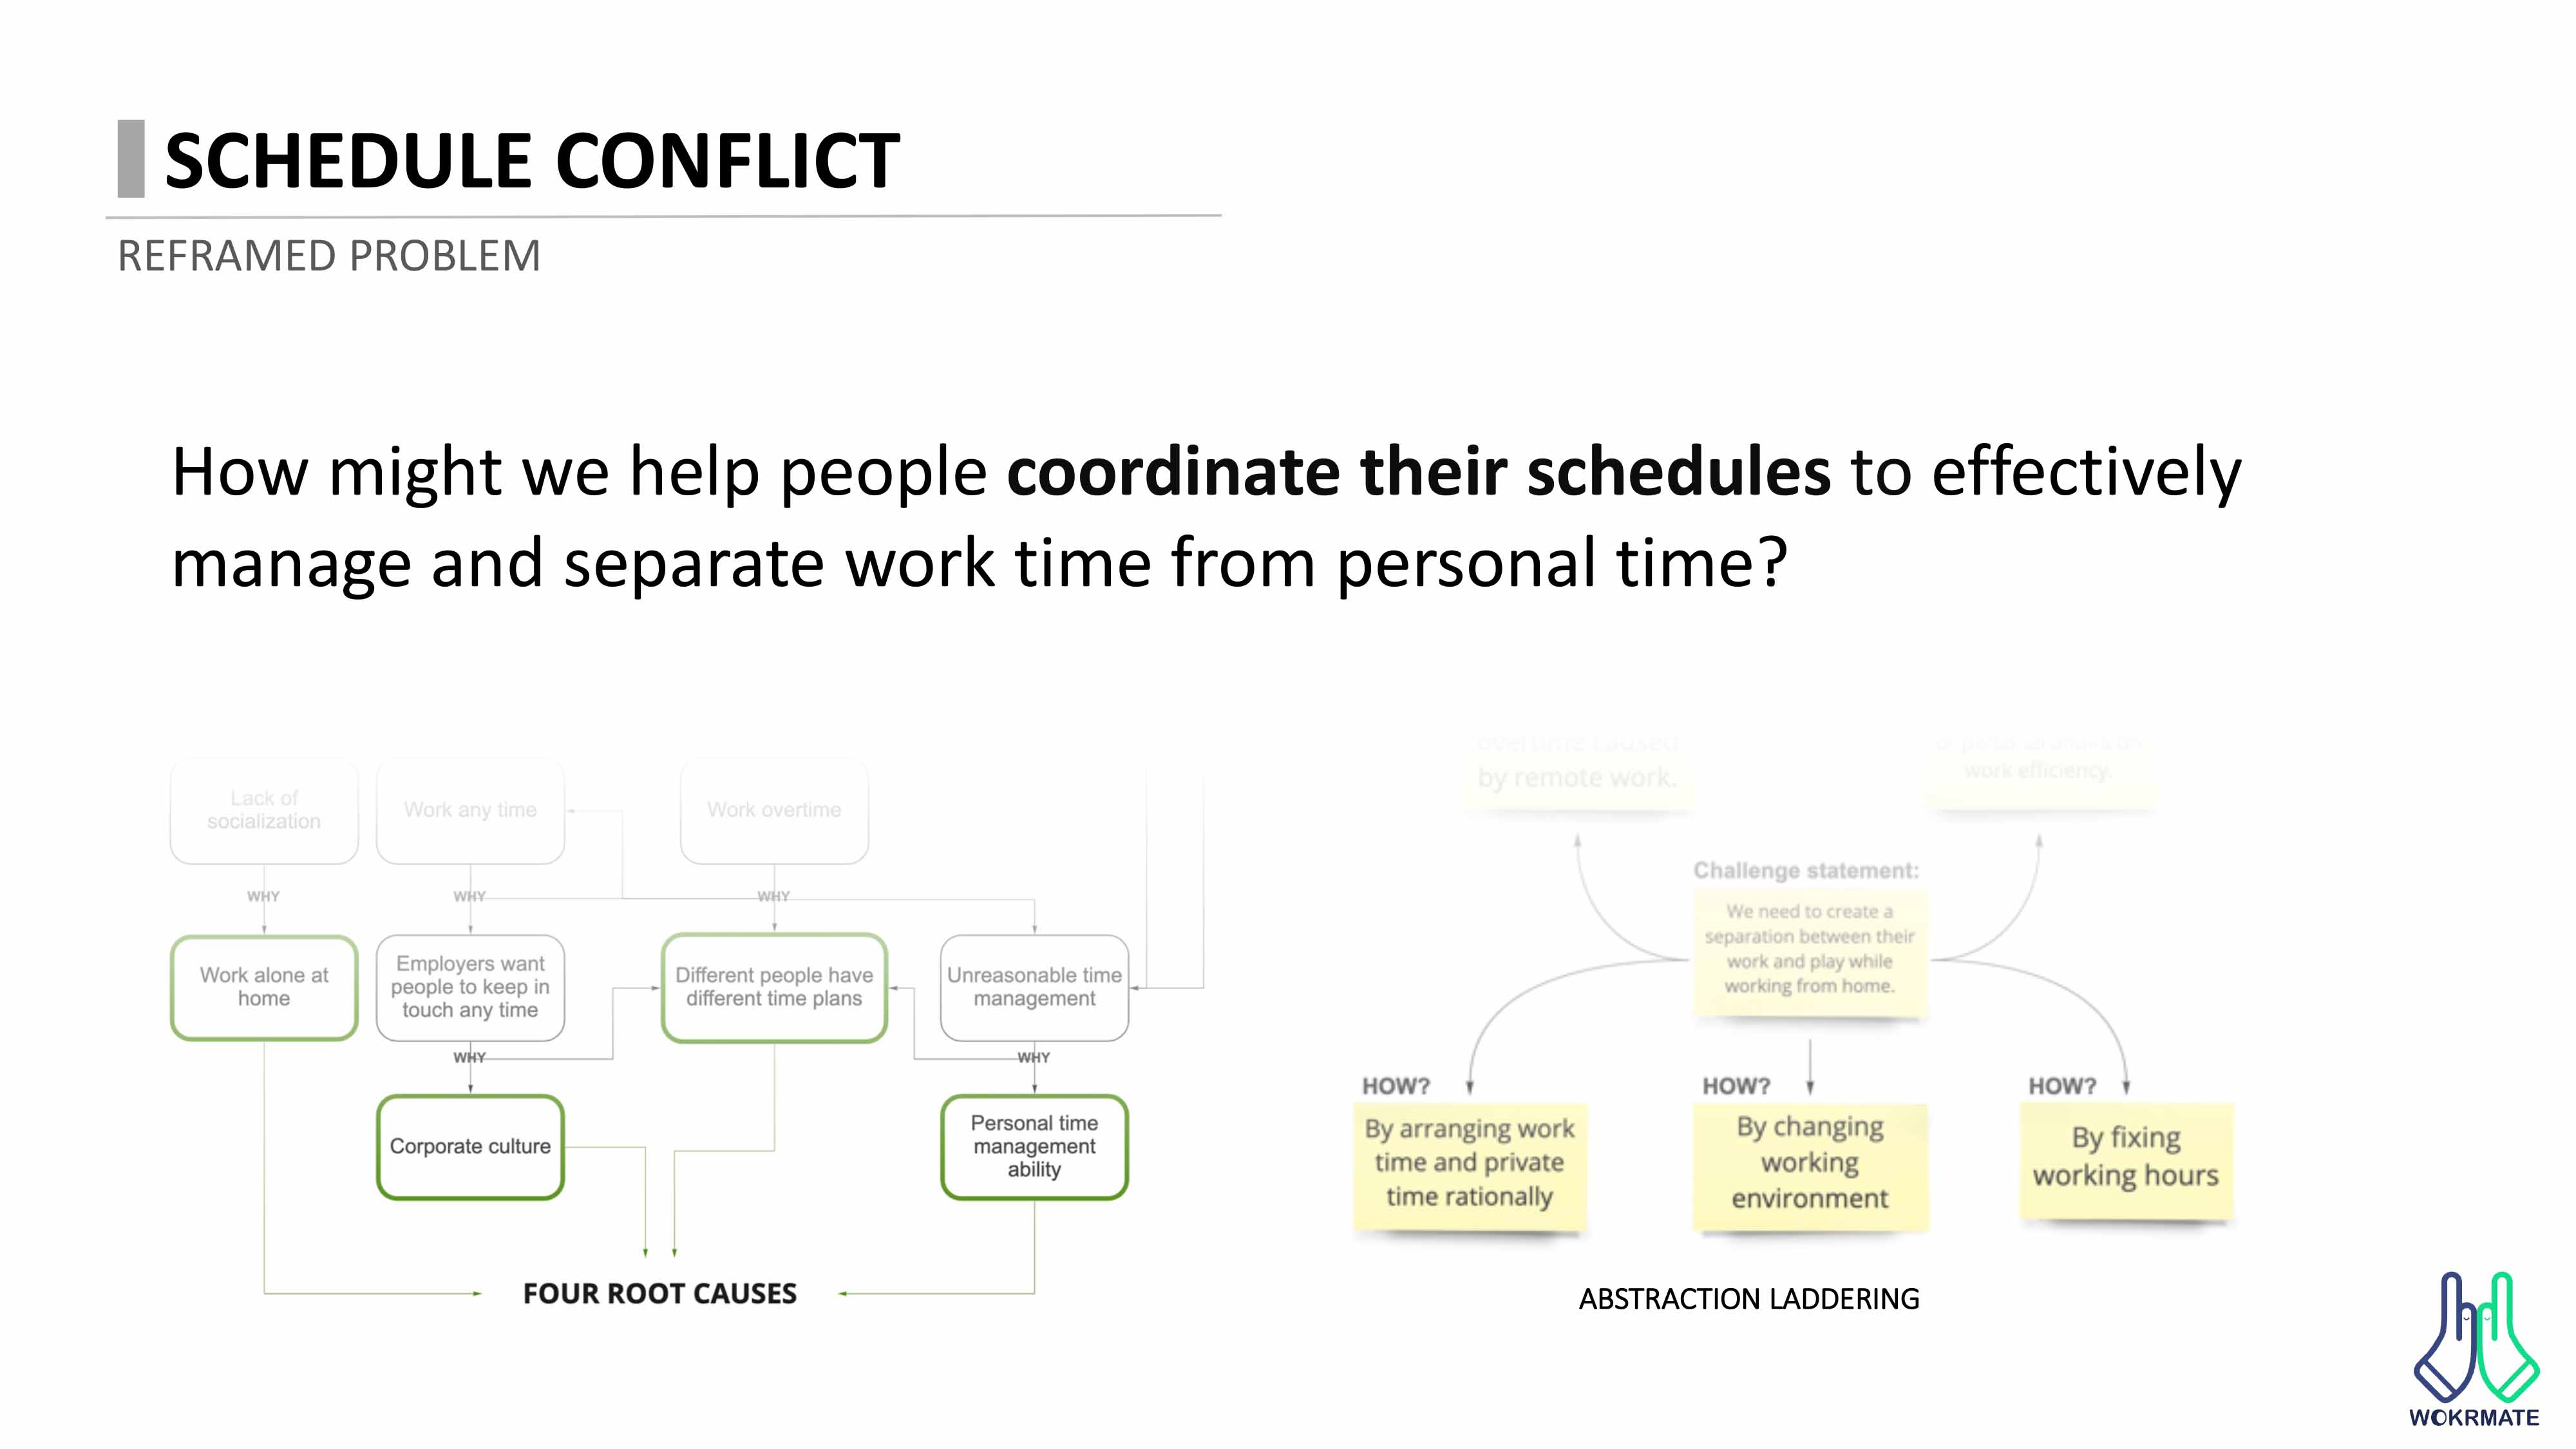 SCHEDULE CONFLICT
REFRAMED PROBLEM
How might we help people coordinate their schedules to effectively
manage and separate work time from personal time?
Lack of
socialization
Work any time
Work overtime
WHY
WHY
WHY
Work alone at
home
Employers want
people to keep in
touch any time
Different people have
different time plans
Unreasonable time
management
WHY
WHY
Corporate culture
Personal time
management
ability
FOUR ROOT CAUSES
overtime caused
by remote work.
work efficiency.
Challenge statement:
We need to create a
separation between their
work and play while
working from home.
HOW?
By arranging work
time and private
time rationally
HOW?
By changing
working
environment
HOW?
By fixing
working hours
ABSTRACTION LADDERING
WOKRMATE